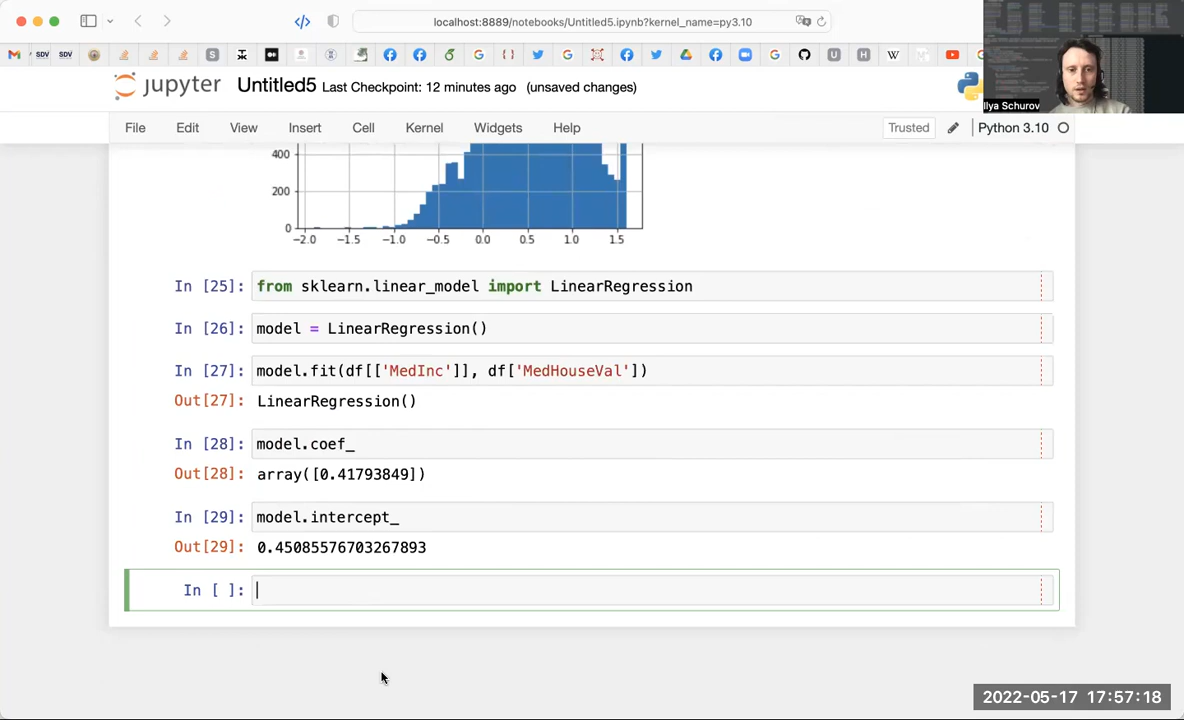 localhost:8889/notebooks/Untitled5.ipynb?kernel_name=py3.10
SDV SDV
Ilya Schurov
jupyter Untitled5 Last Checkpoint: 12 minutes ago (unsaved changes)
File Edit View Insert Cell Kernel Widgets Help Trusted Python 3.10
400
200
0
−2.0 −1.5 −1.0 −0.5 0.0 0.5 1.0 1.5
In [25]: from sklearn.linear_model import LinearRegression
In [26]: model = LinearRegression()
In [27]: model.fit(df[['MedInc']], df['MedHouseVal'])
Out[27]: LinearRegression()
In [28]: model.coef_
Out[28]: array([0.41793849])
In [29]: model.intercept_
Out[29]: 0.45085576703267893
In [ ]:
2022-05-17 17:57:18